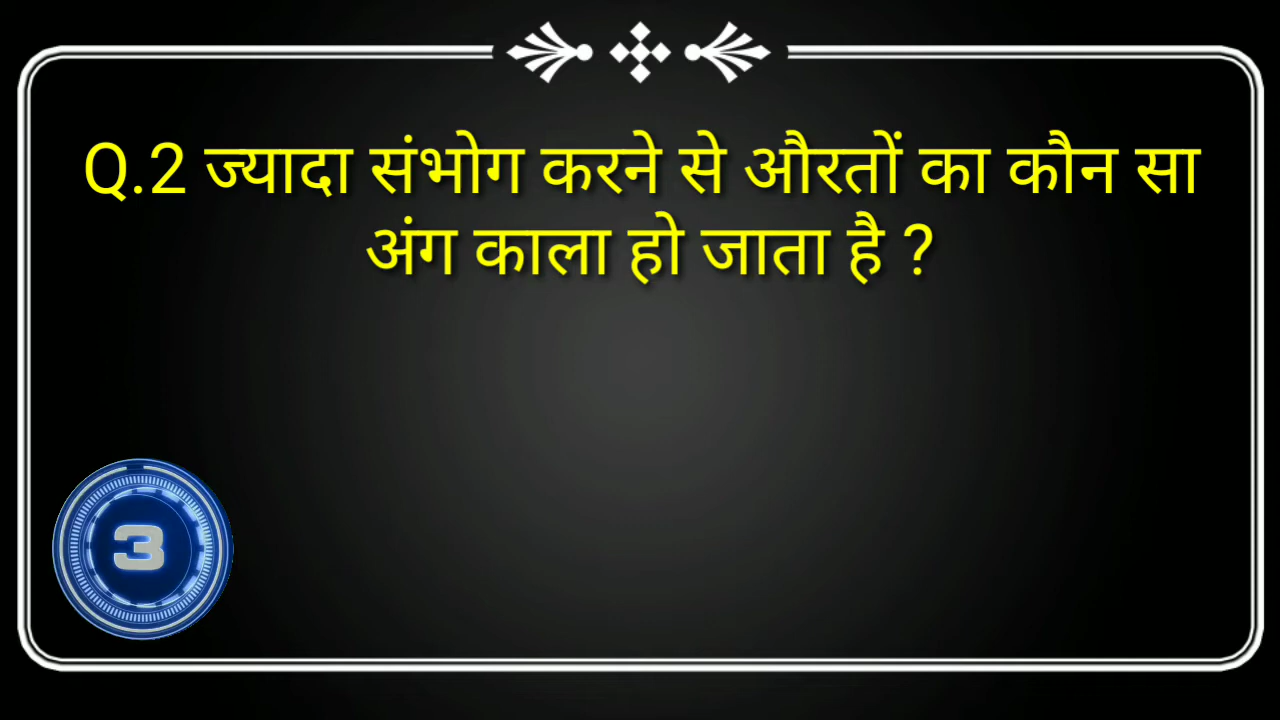 Q.2 ज्यादा संभोग करने से औरतों का कौन सा
अंग काला हो जाता है ?
3